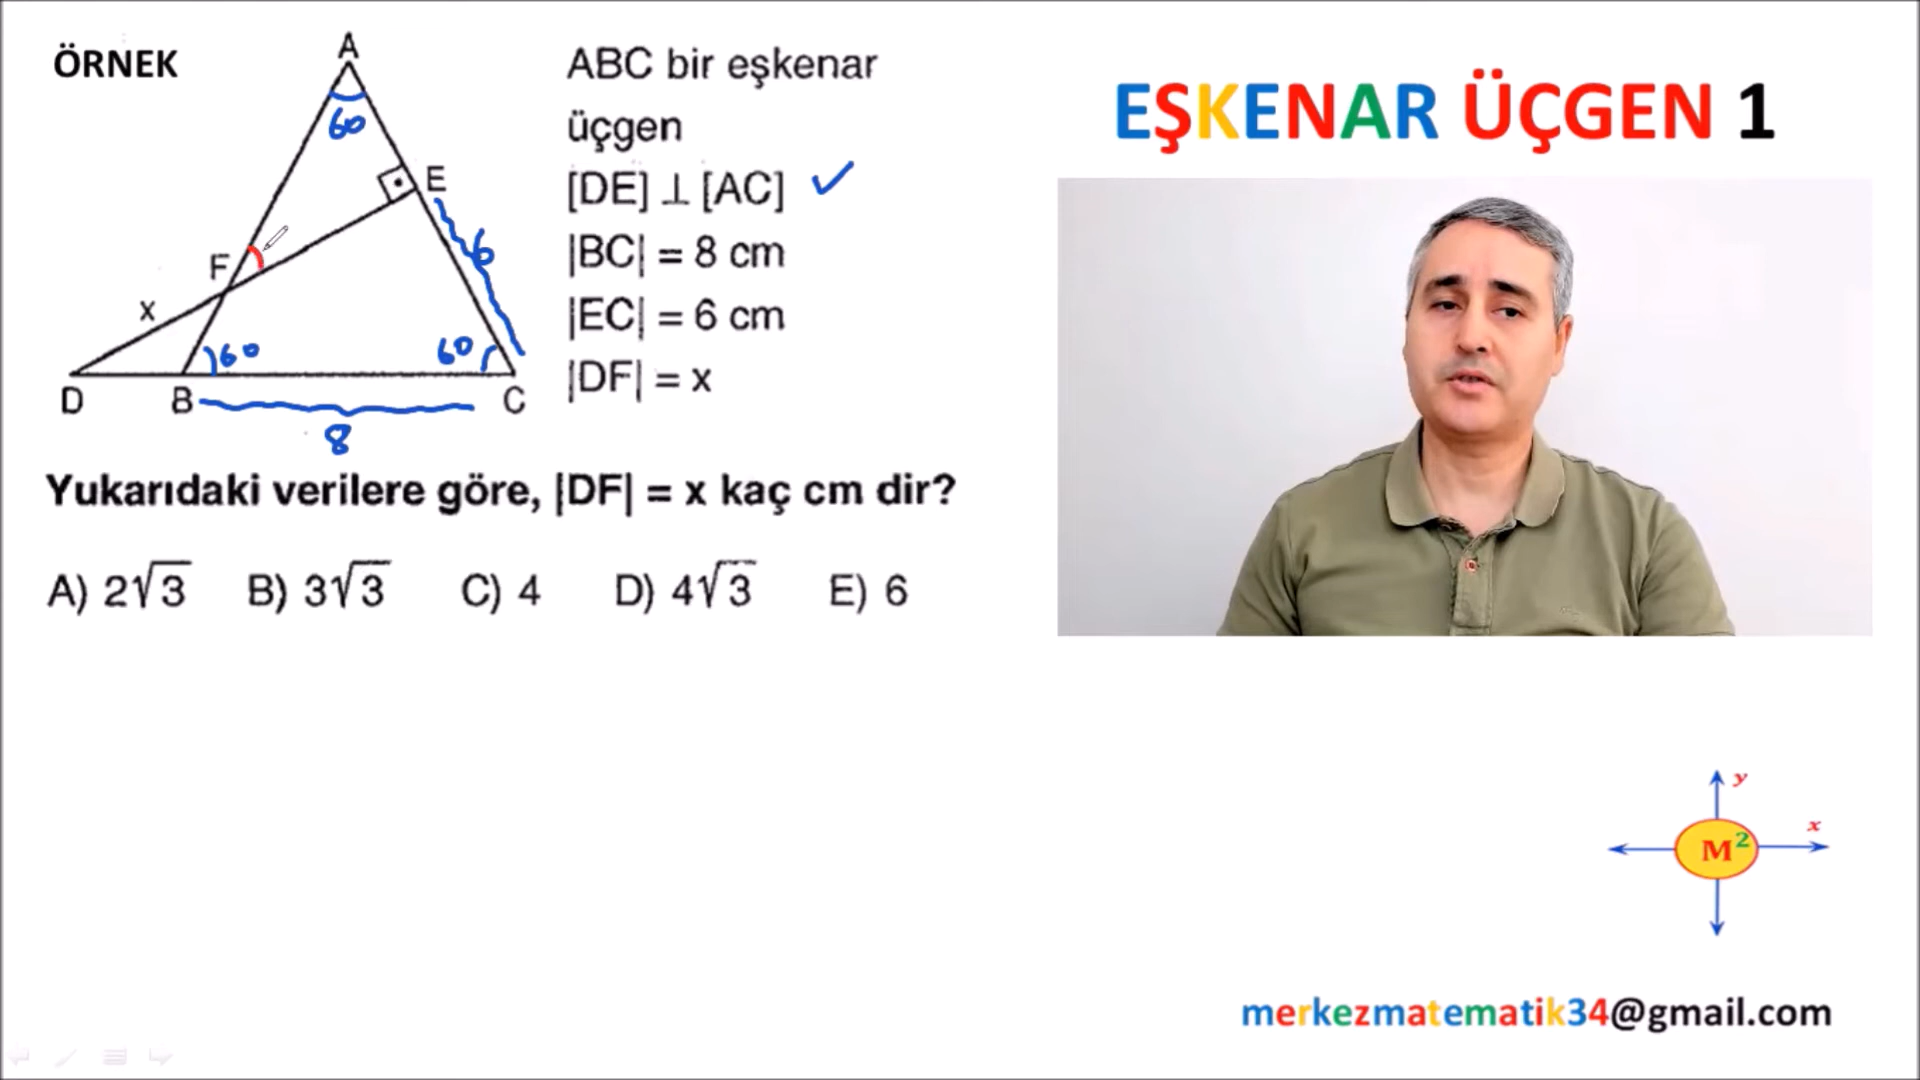 ÖRNEK
A
60
E
6
F
x
60
60
D
B
C
8
ABC bir eşkenar
üçgen
[DE] ⊥ [AC] ✓
|BC| = 8 cm
|EC| = 6 cm
|DF| = x
Yukarıdaki verilere göre, |DF| = x kaç cm dir?
A) 2√3 B) 3√3 C) 4 D) 4√3 E) 6
EŞKENAR ÜÇGEN 1
y
x
M²
merkezmatematik34@gmail.com